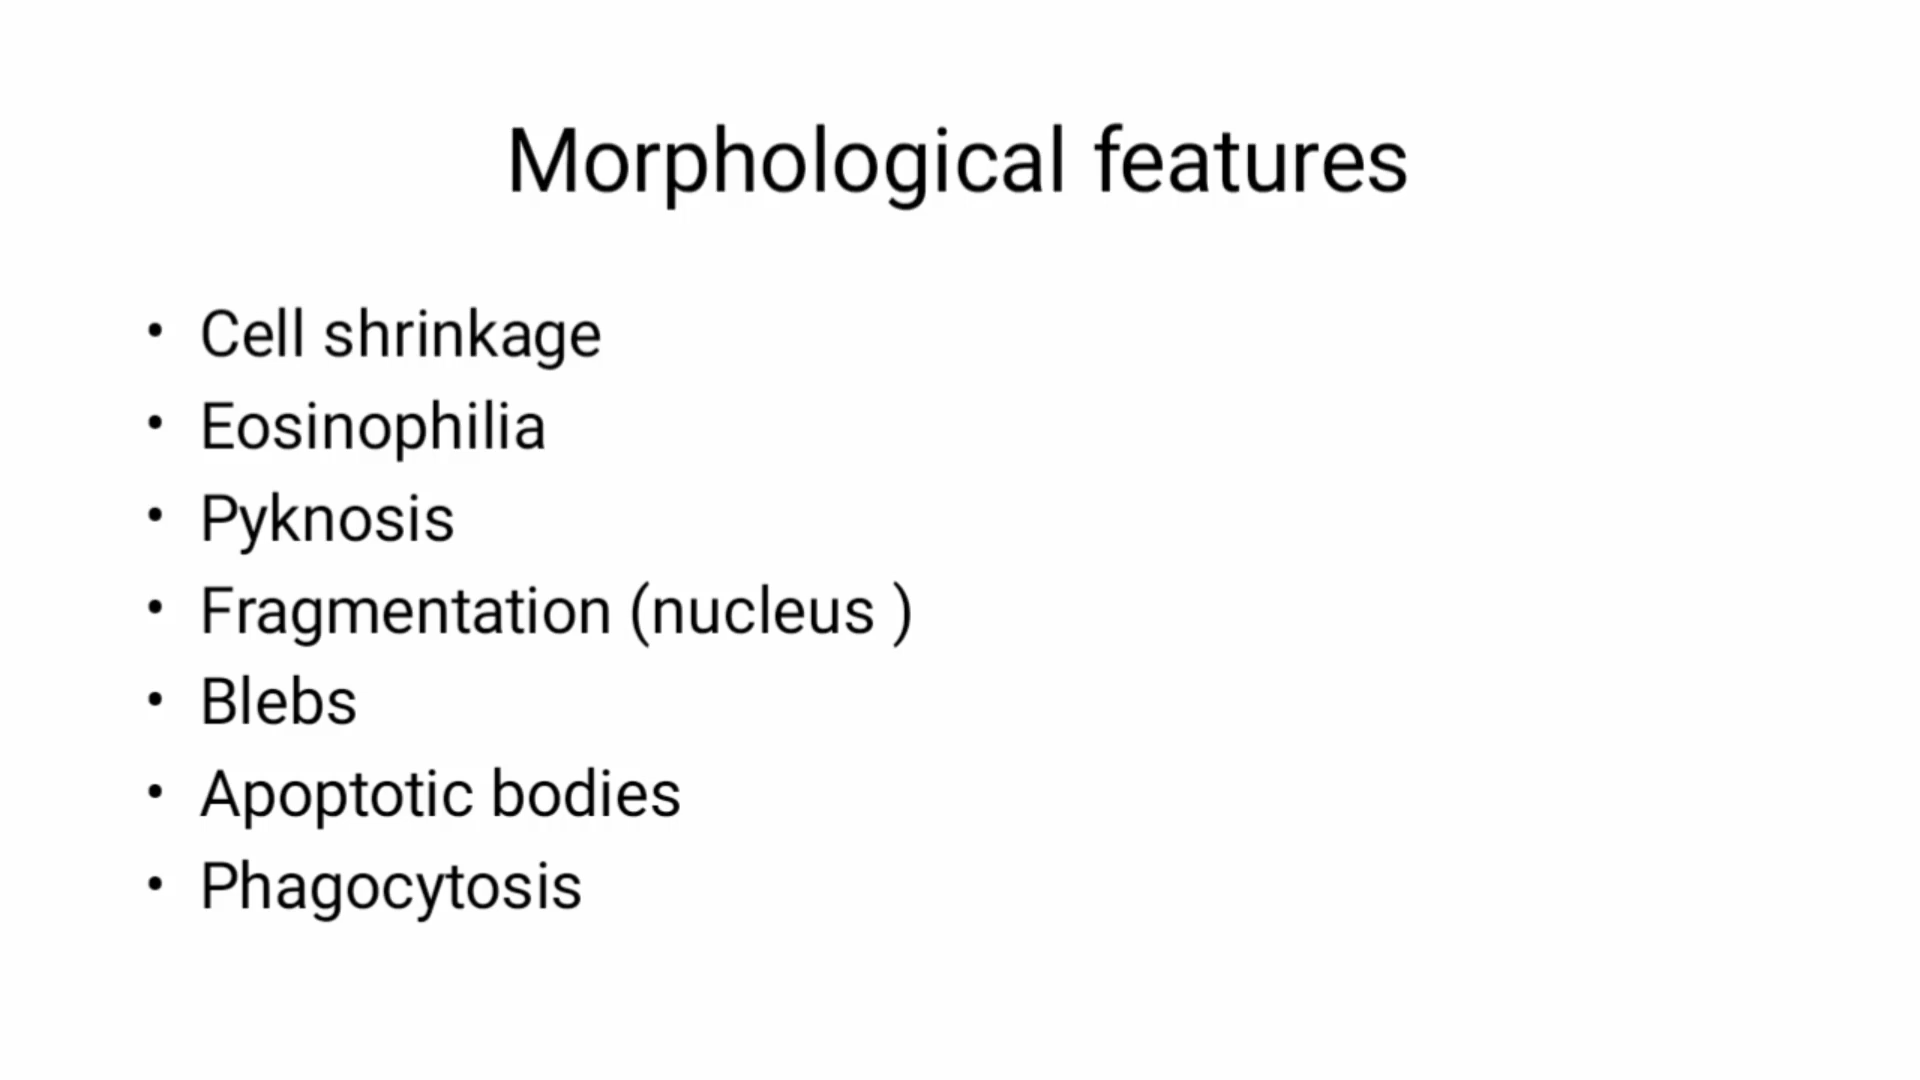 Morphological features
• Cell shrinkage
• Eosinophilia
• Pyknosis
• Fragmentation (nucleus )
• Blebs
• Apoptotic bodies
• Phagocytosis